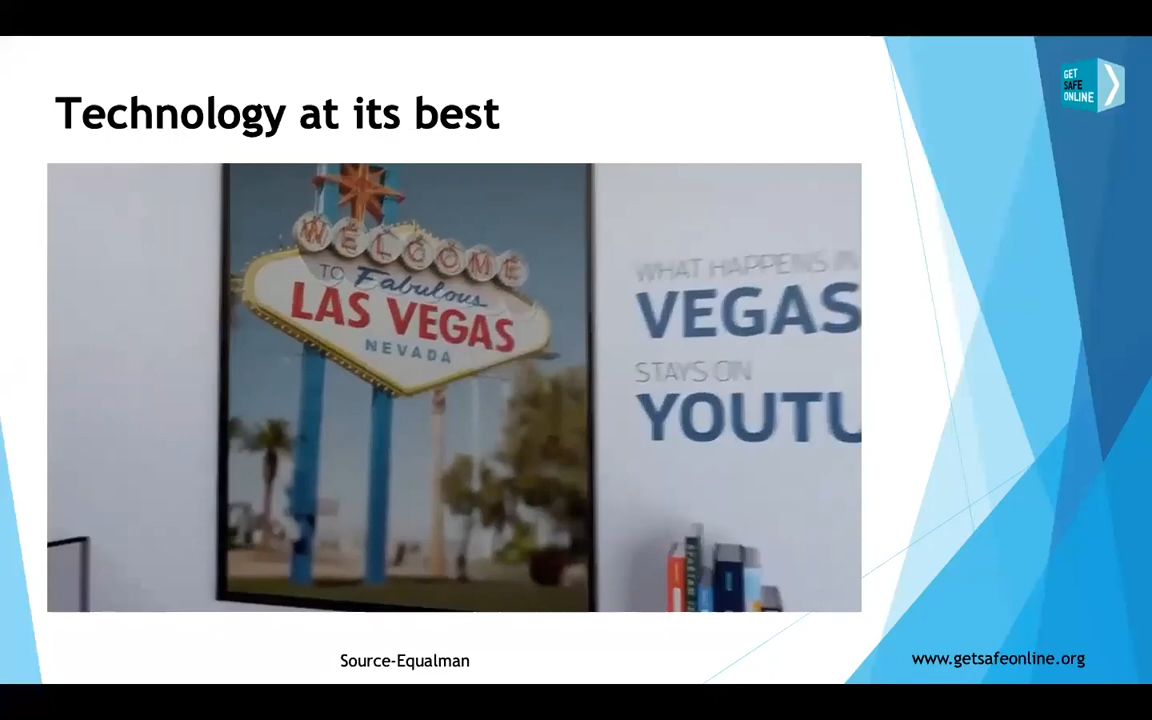 Technology at its best
GET
SAFE
ONLINE
WELCOME
TO Fabulous
LAS VEGAS
NEVADA
WHAT HAPPENS IN
VEGAS
STAYS ON
YOUTU
Source-Equalman
www.getsafeonline.org